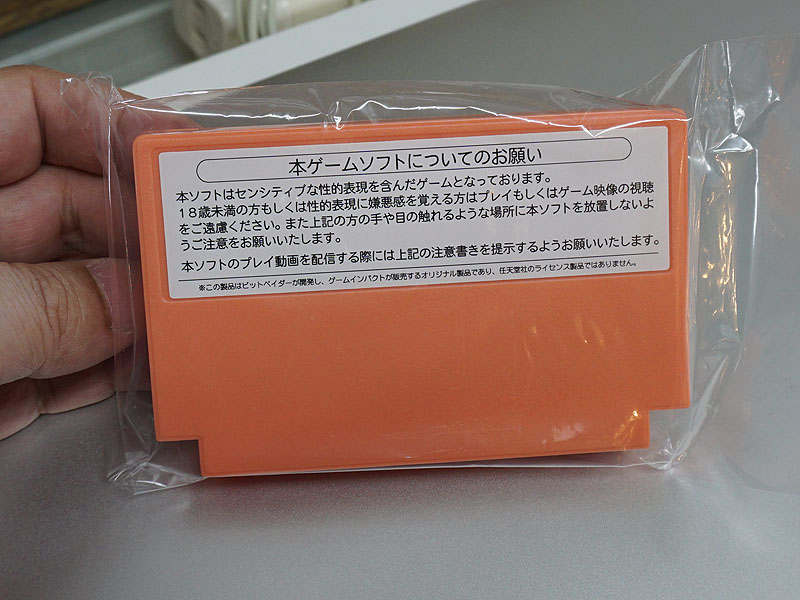 本ゲームソフトについてのお願い
本ソフトはセンシティブな性的表現を含んだゲームとなっております。
18歳未満の方もしくは性的表現に嫌悪感を覚える方はプレイもしくはゲーム映像の視聴
をご遠慮ください。また上記の方の手や目の触れるような場所に本ソフトを放置しないよ
うご注意をお願いいたします。
本ソフトのプレイ動画を配信する際には上記の注意書きを提示するようお願いいたします。
※この製品はビットベイダーが開発し、ゲームインパクトが販売するオリジナル製品であり、任天堂社のライセンス製品ではありません。